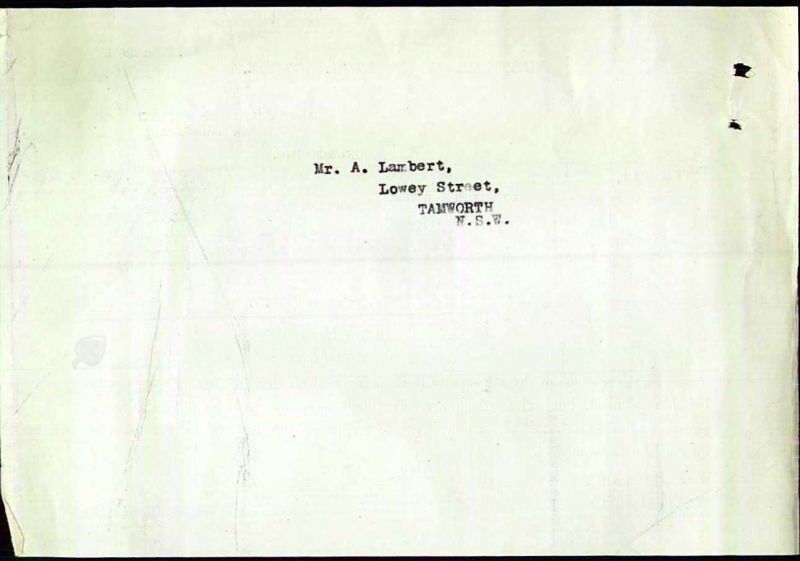 Mr. A. Lambert,
Lowey Street,
TAMWORTH
N.S.W.